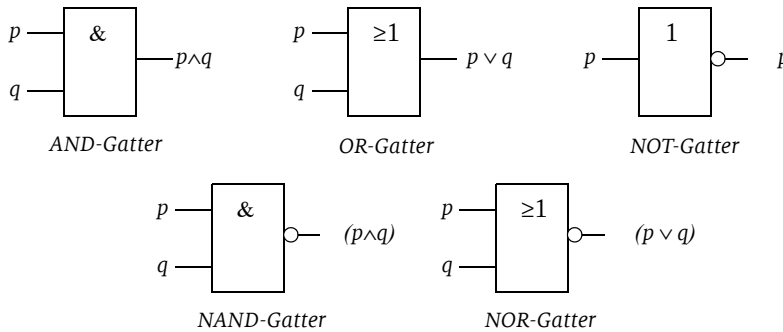 p & p∧q
q
AND-Gatter
p ≥1 p ∨ q
q
OR-Gatter
p 1 p
NOT-Gatter
p & (p∧q)
q
NAND-Gatter
p ≥1 (p ∨ q)
q
NOR-Gatter